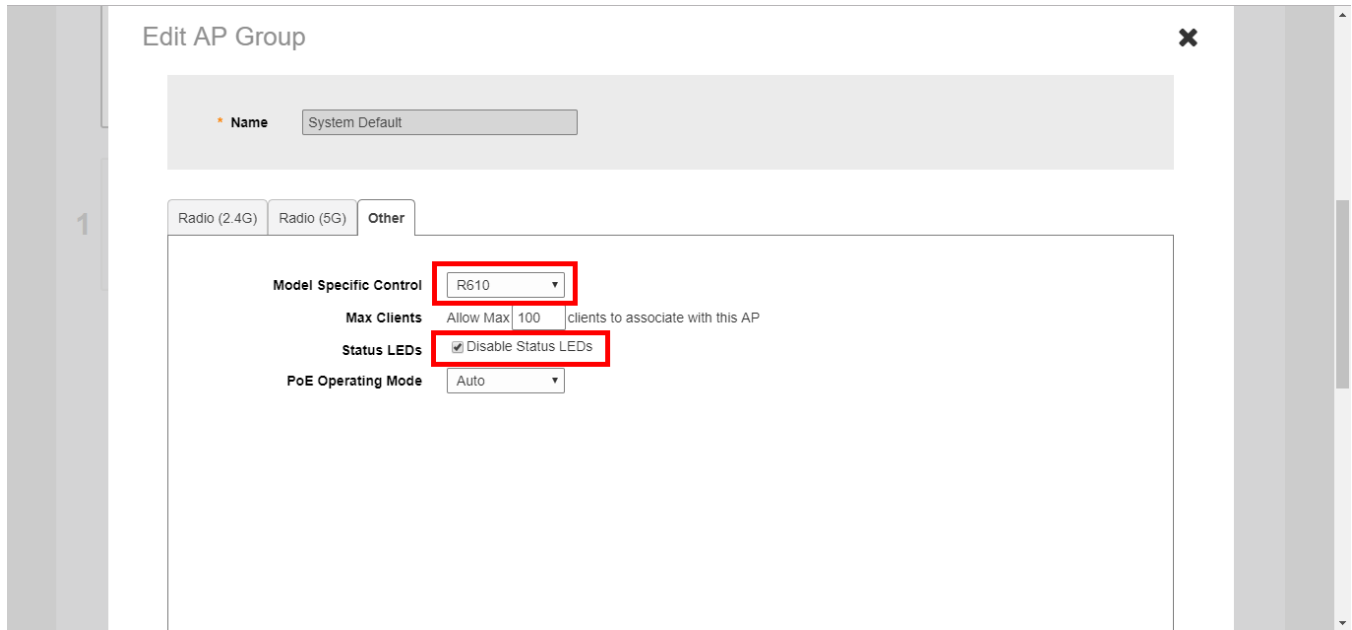 Edit AP Group
* Name System Default
1
Radio (2.4G) Radio (5G) Other
Model Specific Control R610
Max Clients Allow Max 100 clients to associate with this AP
Status LEDs Disable Status LEDs
PoE Operating Mode Auto